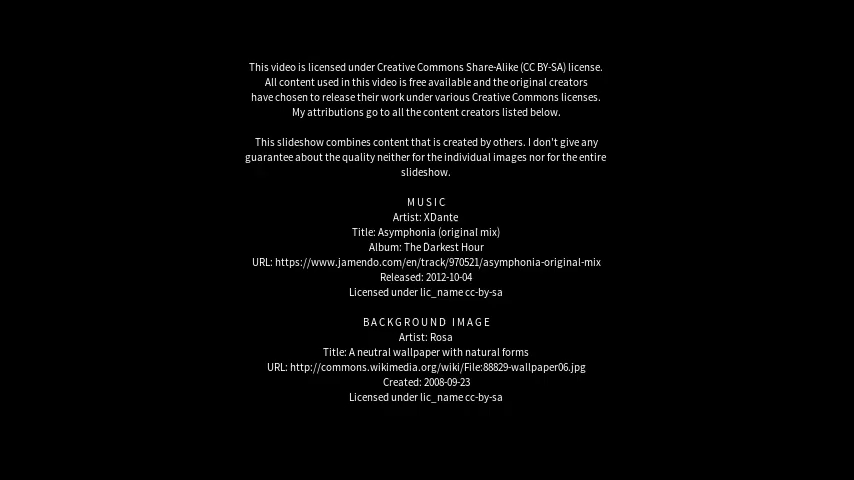 This video is licensed under Creative Commons Share-Alike (CC BY-SA) license.
All content used in this video is free available and the original creators
have chosen to release their work under various Creative Commons licenses.
My attributions go to all the content creators listed below.
This slideshow combines content that is created by others. I don't give any
guarantee about the quality neither for the individual images nor for the entire
slideshow.
MUSIC
Artist: XDante
Title: Asymphonia (original mix)
Album: The Darkest Hour
URL: https://www.jamendo.com/en/track/970521/asymphonia-original-mix
Released: 2012-10-04
Licensed under lic_name cc-by-sa
BACKGROUND IMAGE
Artist: Rosa
Title: A neutral wallpaper with natural forms
URL: http://commons.wikimedia.org/wiki/File:88829-wallpaper06.jpg
Created: 2008-09-23
Licensed under lic_name cc-by-sa